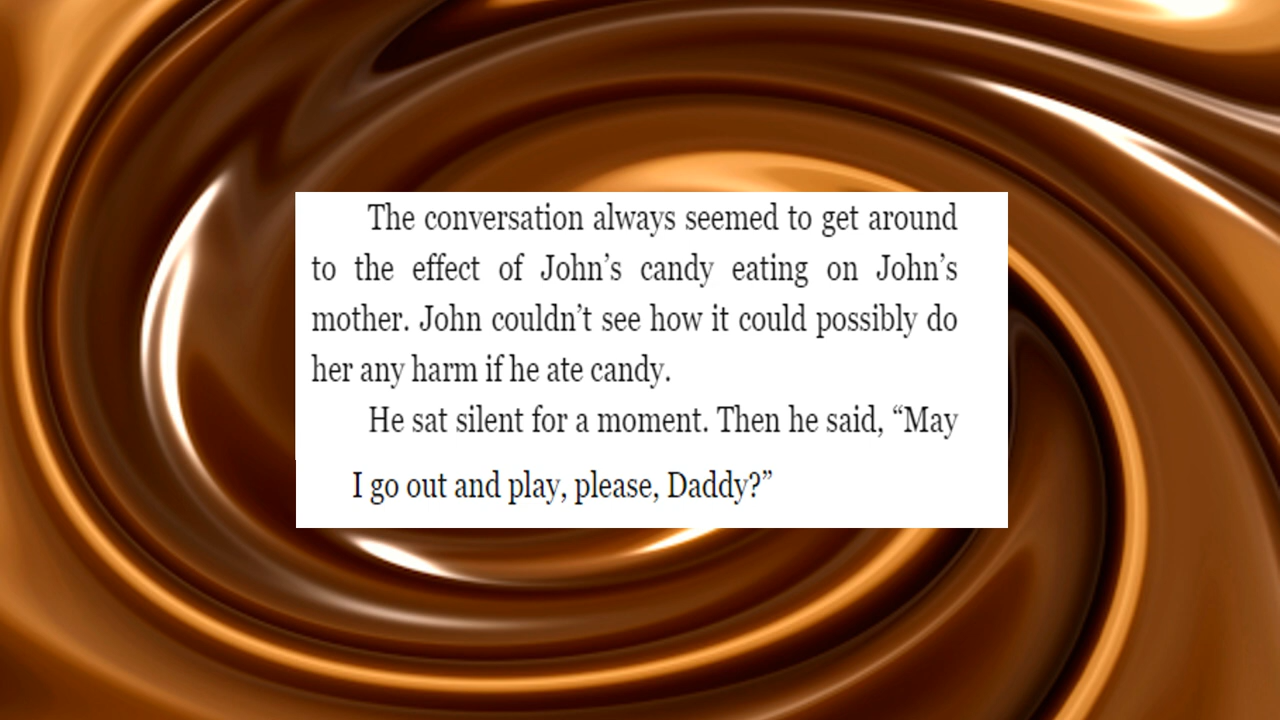 The conversation always seemed to get around
to the effect of John’s candy eating on John’s
mother. John couldn’t see how it could possibly do
her any harm if he ate candy.
He sat silent for a moment. Then he said, “May
I go out and play, please, Daddy?”